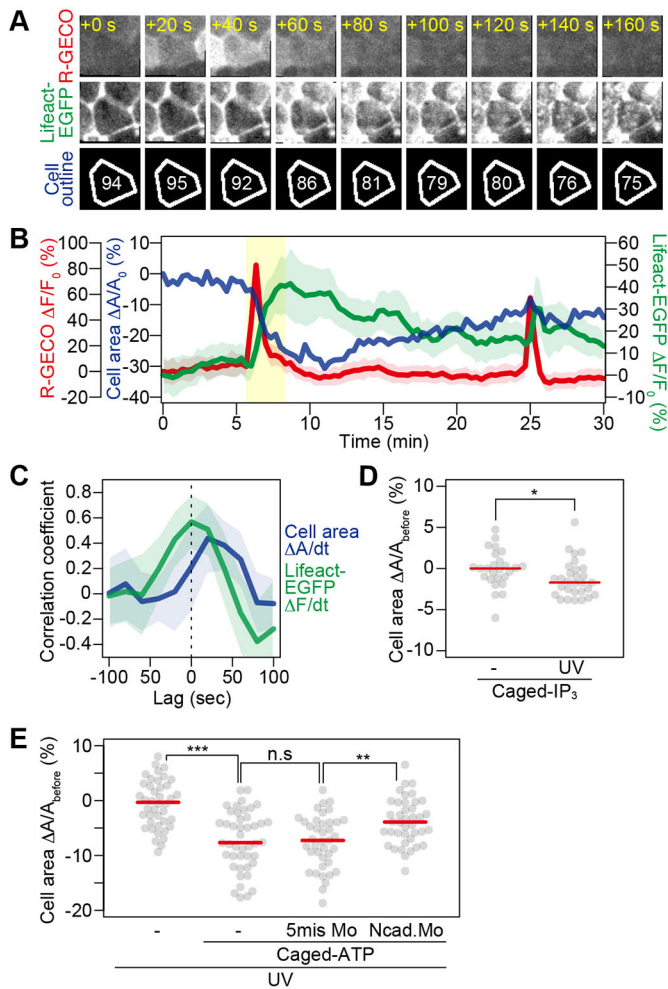 A
+0 s +20 s +40 s +60 s +80 s +100 s +120 s +140 s +160 s
R-GECO
Lifeact-
EGFP
Cell
outline
94 95 92 86 81 79 80 76 75
B
R-GECO ΔF/F0 (%)
100
80
60
40
20
0
-20
Cell area ΔA/A0 (%)
10
0
-10
-20
-30
-40
60
50
40
30
20
10
0
-10
Lifeact-EGFP ΔF/F0 (%)
0 5 10 15 20 25 30
Time (min)
C
Correlation coefficient
0.8
0.4
0.0
-0.4
-100 50 0 50 100
Lag (sec)
Cell area
ΔA/dt
Lifeact-
EGFP
ΔF/dt
D
Cell area ΔA/Abefore (%)
10
5
0
-5
-10
*
- UV
Caged-IP3
E
Cell area ΔA/Abefore (%)
10
0
-10
-20
*** n.s **
- - 5mis Mo Ncad.Mo
Caged-ATP
UV